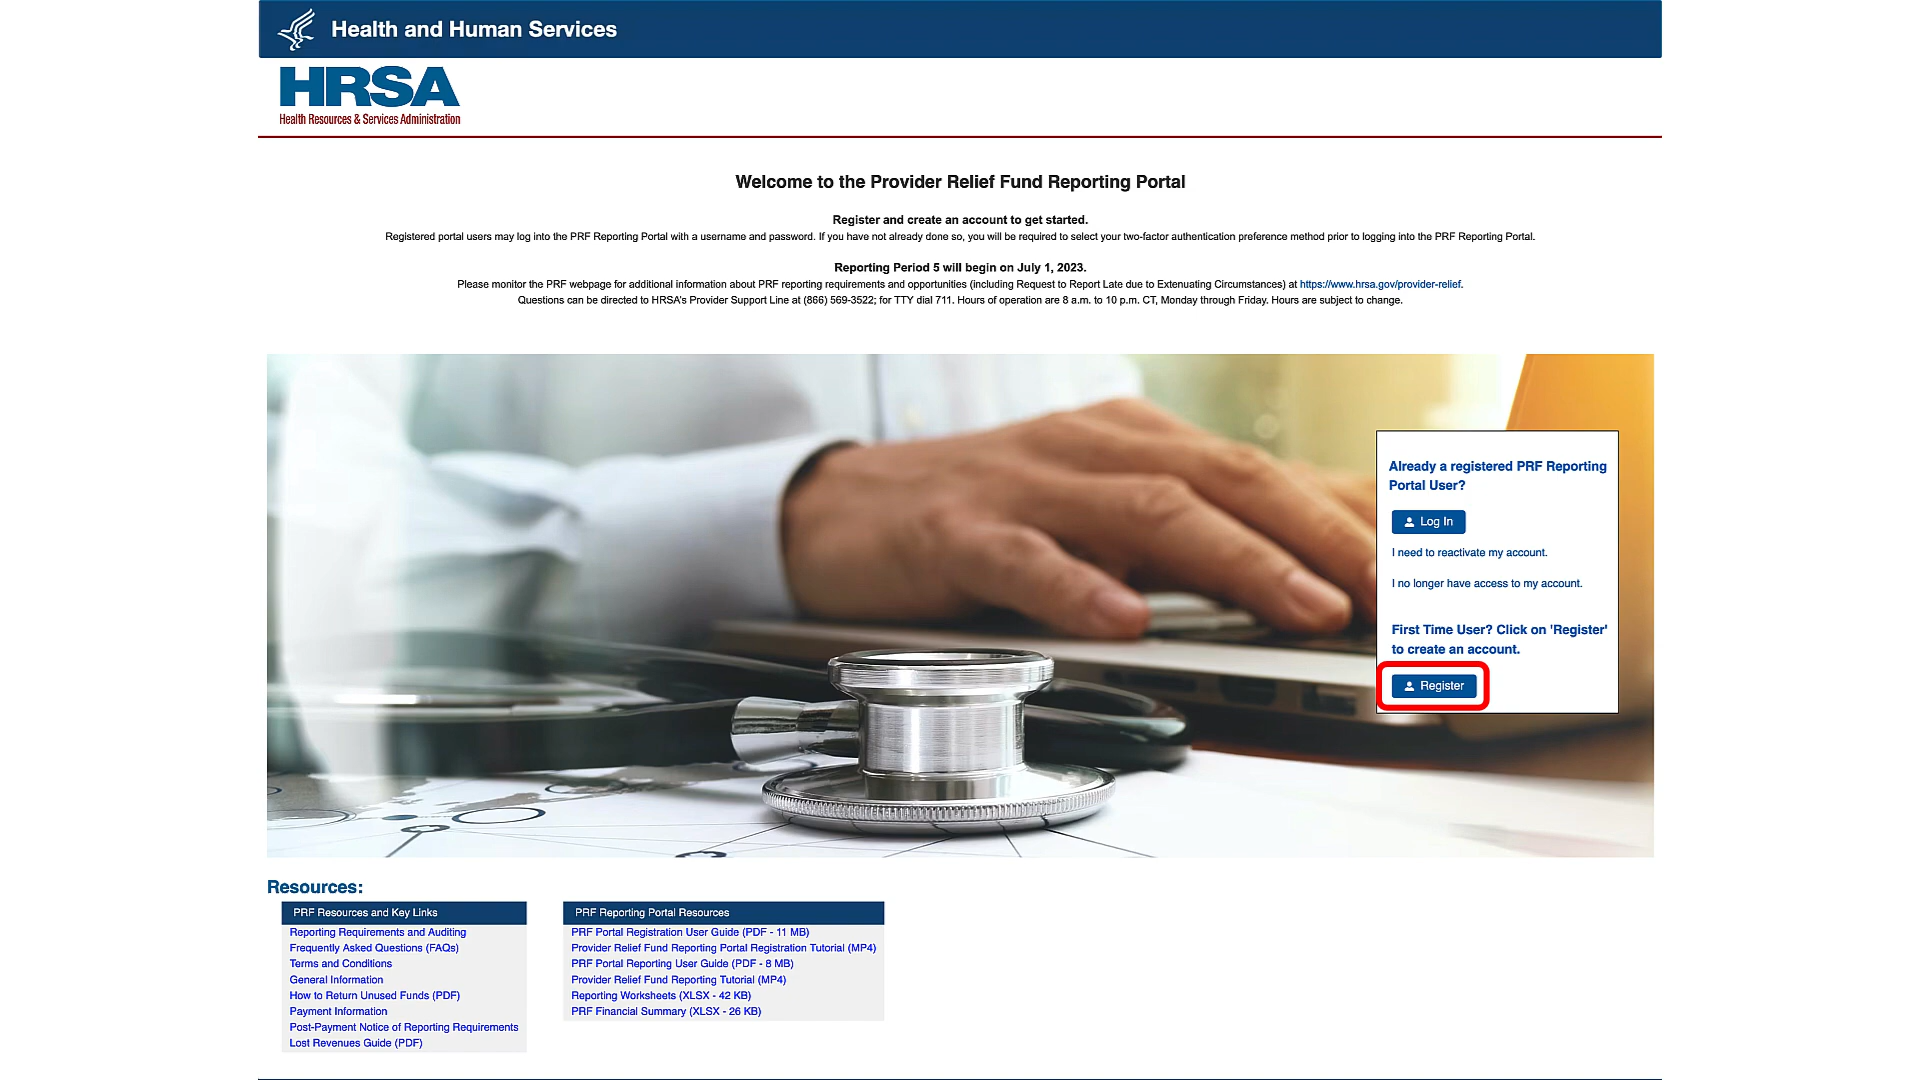 Health and Human Services
HRSA
Health Resources & Services Administration
Welcome to the Provider Relief Fund Reporting Portal
Register and create an account to get started.
Registered portal users may log into the PRF Reporting Portal with a username and password. If you have not already done so, you will be required to select your two-factor authentication preference method prior to logging into the PRF Reporting Portal.
Reporting Period 5 will begin on July 1, 2023.
Please monitor the PRF webpage for additional information about PRF reporting requirements and opportunities (including Request to Report Late due to Extenuating Circumstances) at https://www.hrsa.gov/provider-relief.
Questions can be directed to HRSA's Provider Support Line at (866) 569-3522; for TTY dial 711. Hours of operation are 8 a.m. to 10 p.m. CT, Monday through Friday. Hours are subject to change.
Already a registered PRF Reporting
Portal User?
Log In
I need to reactivate my account.
I no longer have access to my account.
First Time User? Click on 'Register'
to create an account.
Register
Resources:
PRF Resources and Key Links
Reporting Requirements and Auditing
Frequently Asked Questions (FAQs)
Terms and Conditions
General Information
How to Return Unused Funds (PDF)
Payment Information
Post-Payment Notice of Reporting Requirements
Lost Revenues Guide (PDF)
PRF Reporting Portal Resources
PRF Portal Registration User Guide (PDF - 11 MB)
Provider Relief Fund Reporting Portal Registration Tutorial (MP4)
PRF Portal Reporting User Guide (PDF - 8 MB)
Provider Relief Fund Reporting Tutorial (MP4)
Reporting Worksheets (XLSX - 42 KB)
PRF Financial Summary (XLSX - 26 KB)